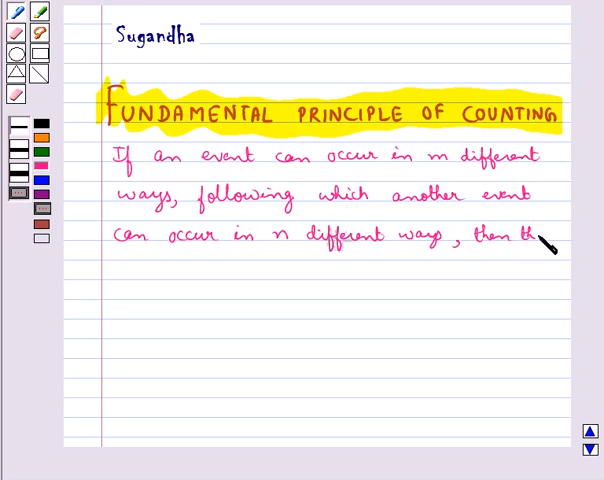 Sugandha
FUNDAMENTAL PRINCIPLE OF COUNTING
If an event can occur in m different
ways, following which another event
can occur in n different ways, then th